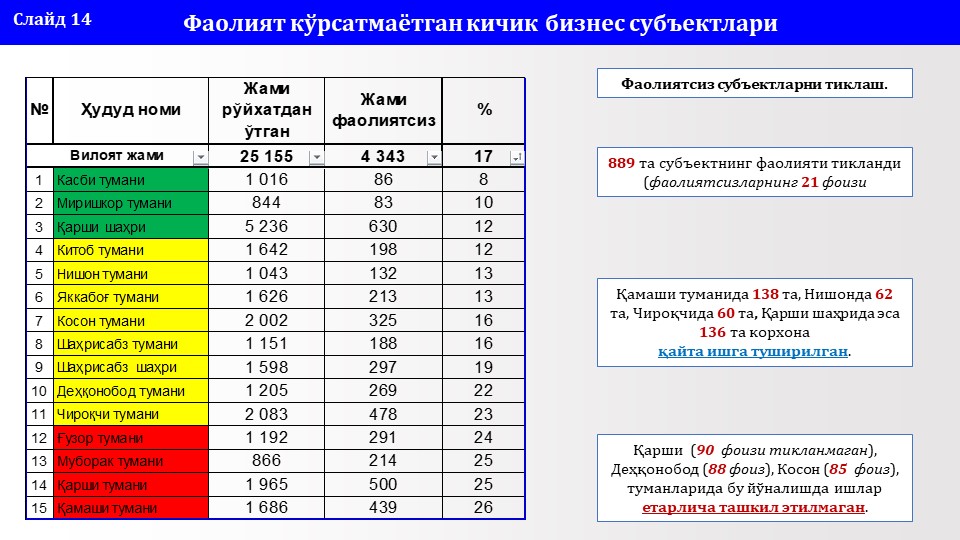 Слайд 14
Фаолият кўрсатмаётган кичик бизнес субъектлари
№ Ҳудуд номи Жами рўйхатдан ўтган Жами фаолиятсиз %
Вилоят жами 25 155 4 343 17
1 Касби тумани 1 016 86 8
2 Миришкор тумани 844 83 10
3 Қарши шаҳри 5 236 630 12
4 Китоб тумани 1 642 198 12
5 Нишон тумани 1 043 132 13
6 Яккабоғ тумани 1 626 213 13
7 Косон тумани 2 002 325 16
8 Шаҳрисабз тумани 1 151 188 16
9 Шаҳрисабз шаҳри 1 598 297 19
10 Деҳқонобод тумани 1 205 269 22
11 Чироқчи тумани 2 083 478 23
12 Ғузор тумани 1 192 291 24
13 Муборак тумани 866 214 25
14 Қарши тумани 1 965 500 25
15 Қамаши тумани 1 686 439 26
Фаолиятсиз субъектларни тиклаш.
889 та субъектнинг фаолияти тикланди
(фаолиятсизларнинг 21 фоизи
Қамаши туманида 138 та, Нишонда 62
та, Чироқчида 60 та, Қарши шаҳрида эса
136 та корхона
қайта ишга туширилган.
Қарши (90 фоизи тикланмаган),
Деҳқонобод (88 фоиз), Косон (85 фоиз),
туманларида бу йўналишда ишлар
етарлича ташкил этилмаган.